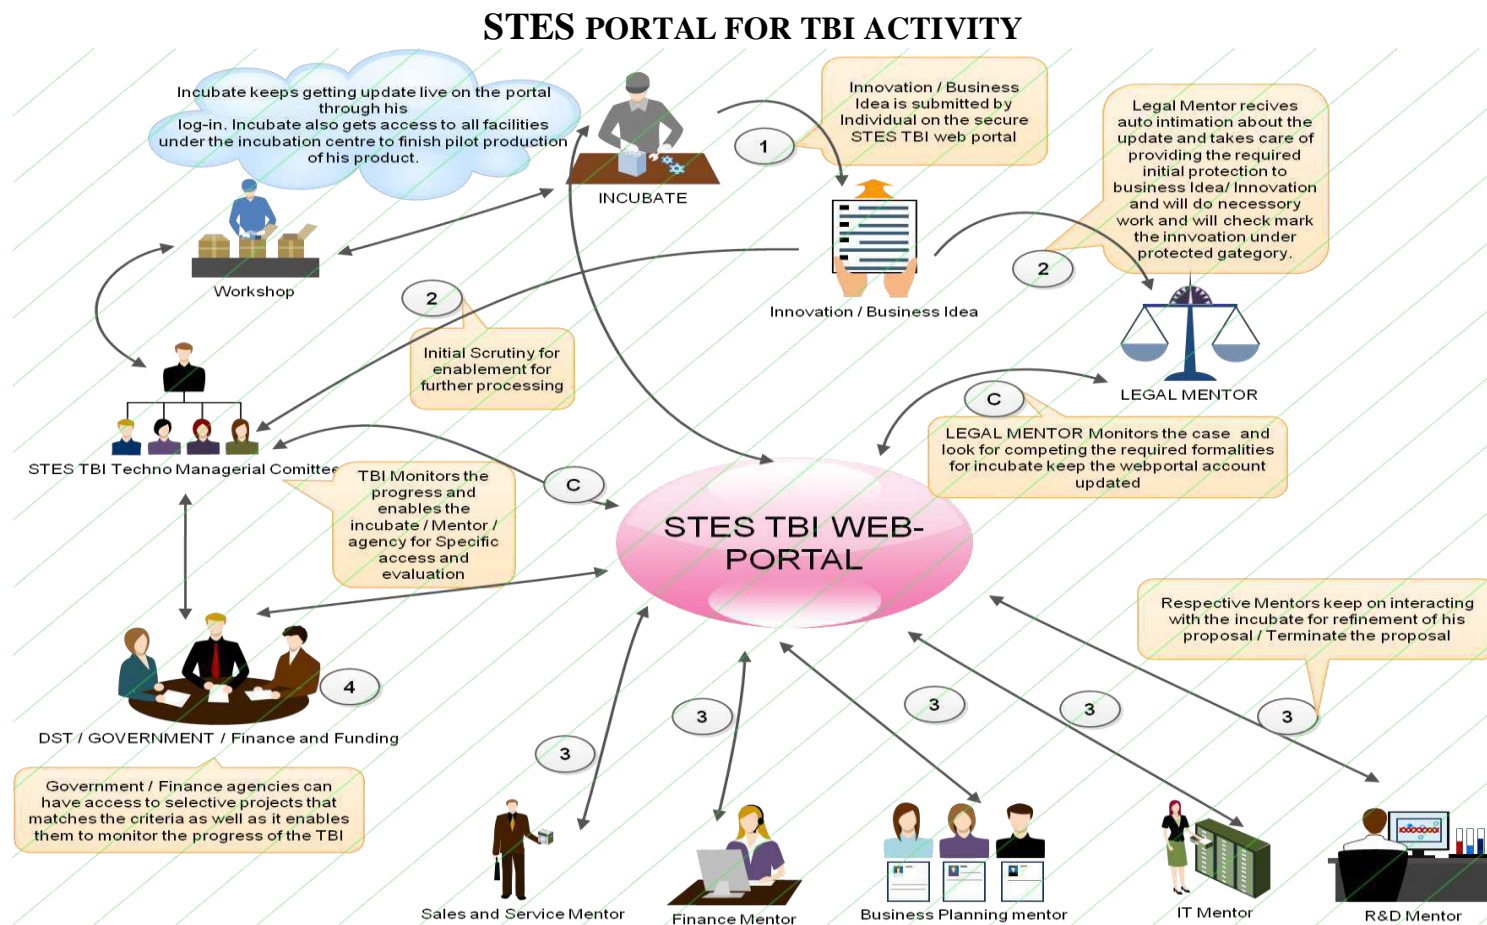 STES PORTAL FOR TBI ACTIVITY
Incubate keeps getting update live on the portal
through his
log-in. Incubate also gets access to all facilities
under the incubation centre to finish pilot production
of his product.
INCUBATE
1
Innovation / Business
Idea is submitted by
Individual on the secure
STES TBI web portal
Legal Mentor recives
auto intimation about the
update and takes care of
providing the required
initial protection to
business Idea/ Innovation
and will do necessary
work and will check mark
the innvoation under
protected gategory.
2
Workshop
Innovation / Business Idea
2
Initial Scrutiny for
enablement for
further processing
LEGAL MENTOR
C
LEGAL MENTOR Monitors the case and
look for competing the required formalities
for incubate keep the webportal account
updated
STES TBI Techno Managerial Comittee
TBI Monitors the
progress and
enables the
incubate / Mentor /
agency for Specific
access and
evaluation
C
STES TBI WEB-
PORTAL
Respective Mentors keep on interacting
with the incubate for refinement of his
proposal / Terminate the proposal
4
DST / GOVERNMENT / Finance and Funding
Government / Finance agencies can
have access to selective projects that
matches the criteria as well as it enables
them to monitor the progress of the TBI
3
3
3
3
3
Sales and Service Mentor
Finance Mentor
Business Planning mentor
IT Mentor
R&D Mentor